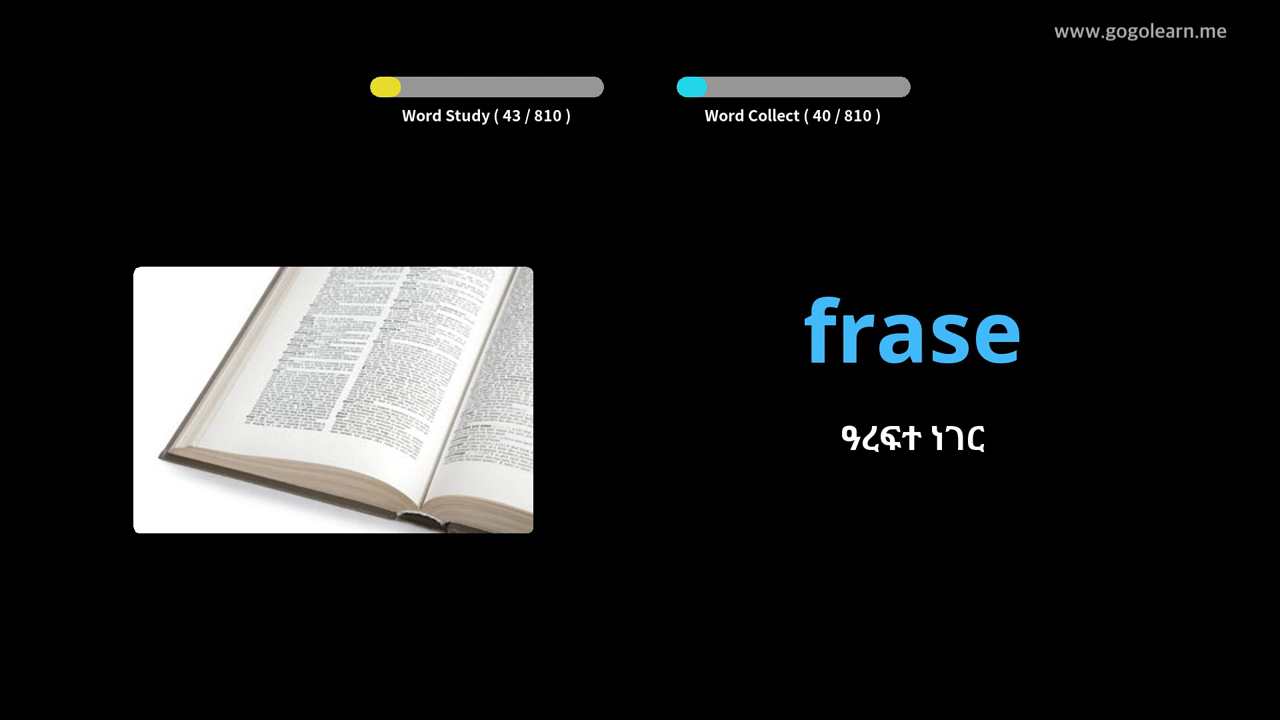 www.gogolearn.me
Word Study ( 43 / 810 )
Word Collect ( 40 / 810 )
frase
ዓረፍተ ነገር